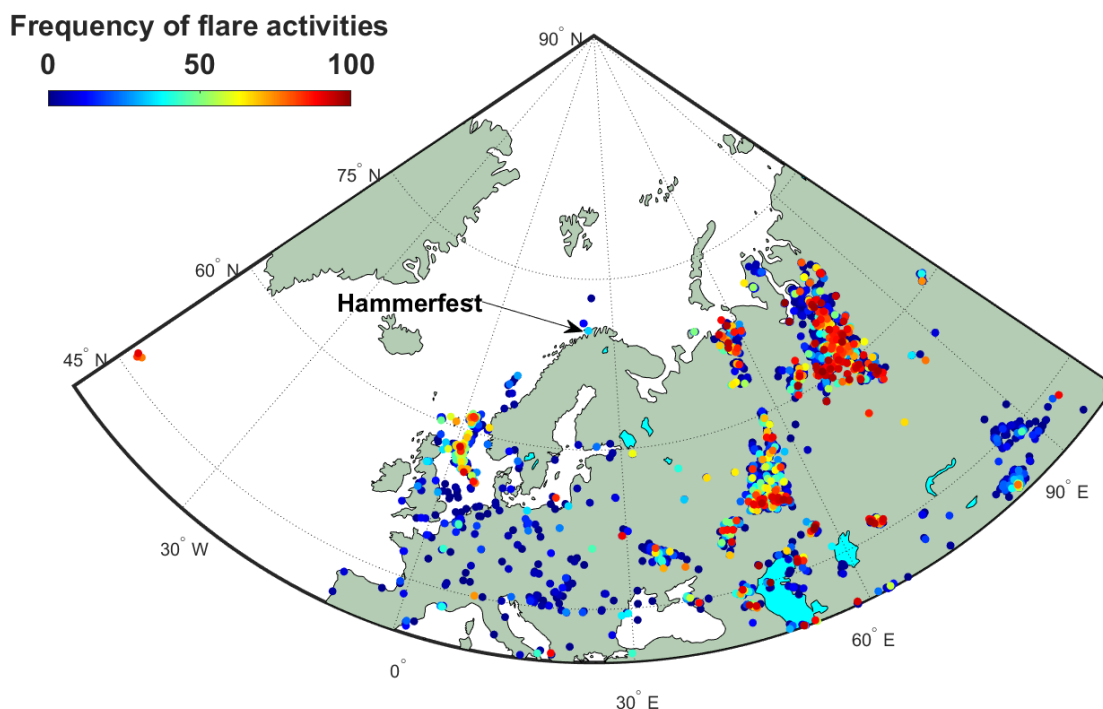 Frequency of flare activities
0 50 100
90° N
75° N
60° N
Hammerfest
45° N
90° E
30° W
60° E
0°
30° E